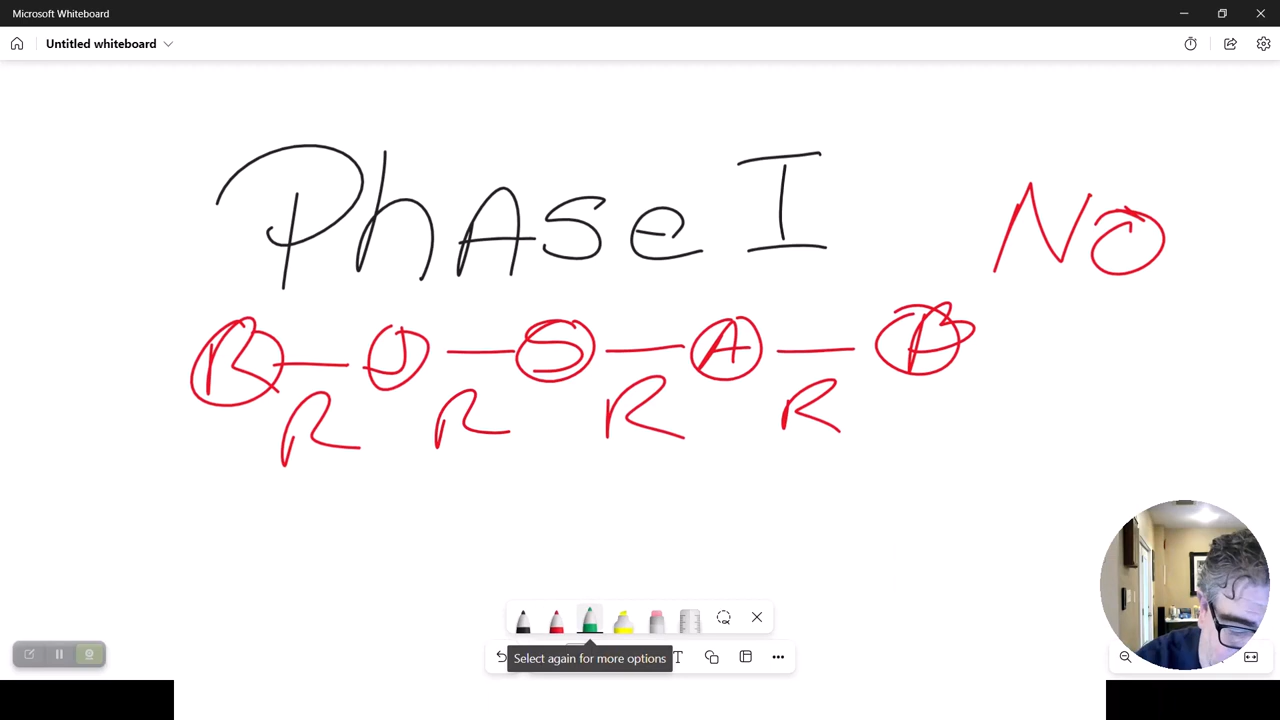 Microsoft Whiteboard
Untitled whiteboard
PhAse I
NO
R J S A B
R R R R
Select again for more options
T